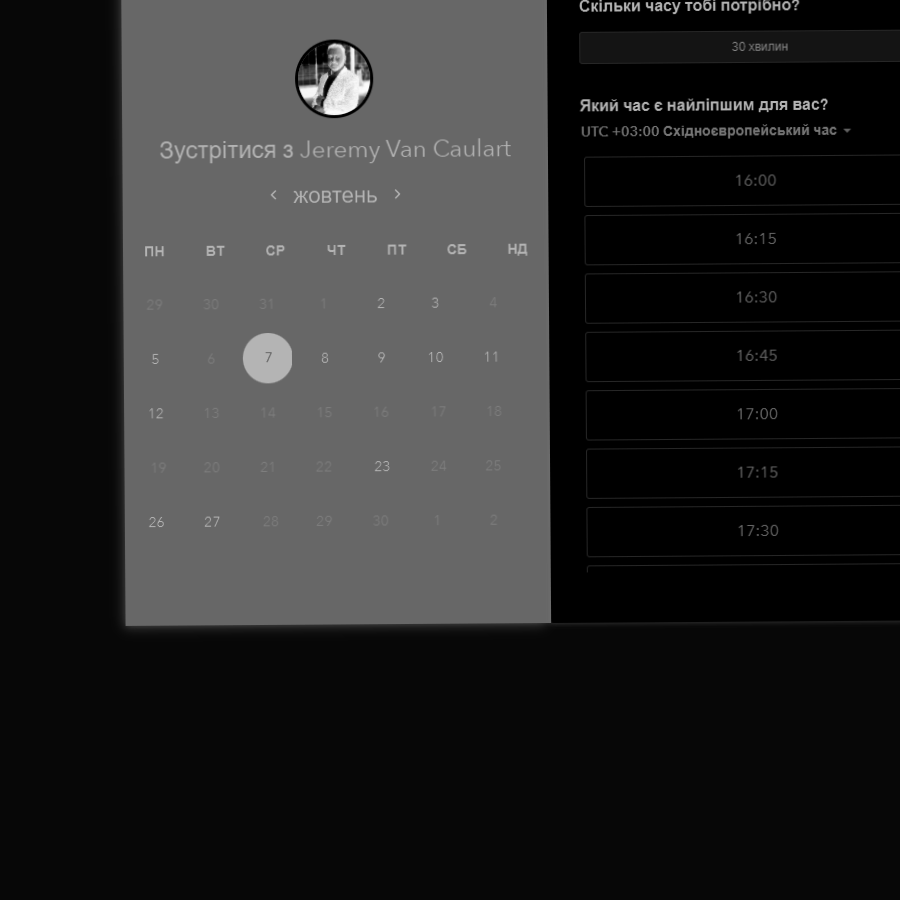 Зустрітися з Jeremy Van Caulart
жовтень
ПН ВТ СР ЧТ ПТ СБ НД
29 30 31 1 2 3 4
5 6 7 8 9 10 11
12 13 14 15 16 17 18
19 20 21 22 23 24 25
26 27 28 29 30 1 2
Скільки часу тобі потрібно?
30 хвилин
Який час є найліпшим для вас?
UTC +03:00 Східноєвропейський час
16:00
16:15
16:30
16:45
17:00
17:15
17:30